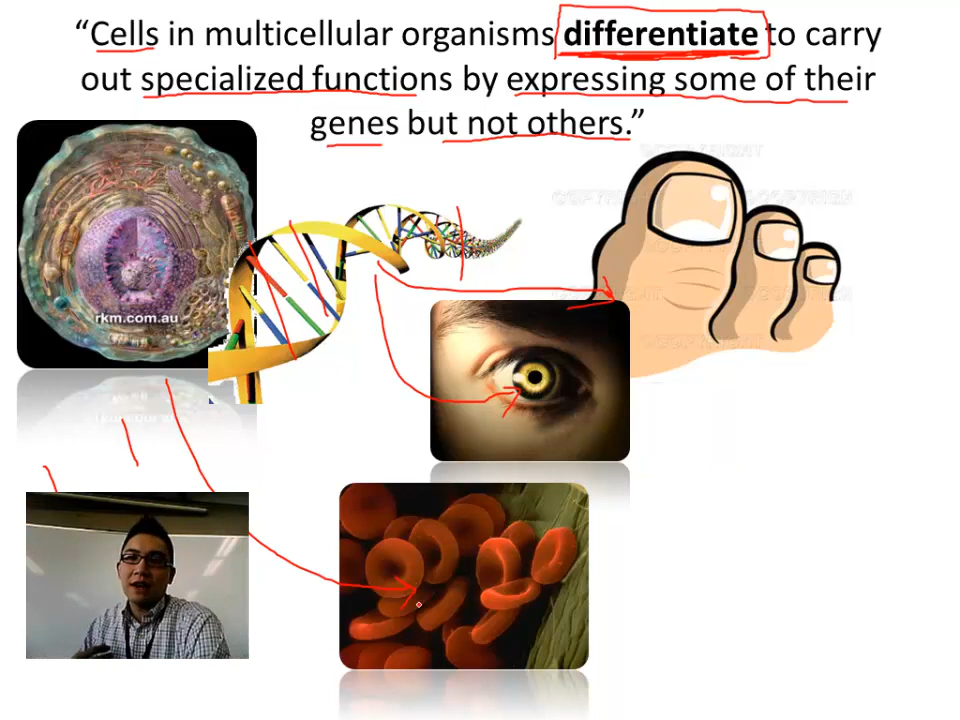 “Cells in multicellular organisms differentiate to carry
out specialized functions by expressing some of their
genes but not others.”
rkm.com.au